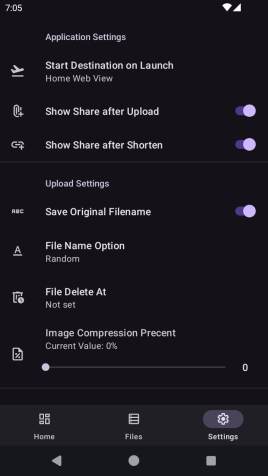 7:05
Application Settings
Start Destination on Launch
Home Web View
Show Share after Upload
Show Share after Shorten
Upload Settings
ABC
Save Original Filename
A
File Name Option
Random
File Delete At
Not set
Image Compression Precent
Current Value: 0%
0
Home
Files
Settings